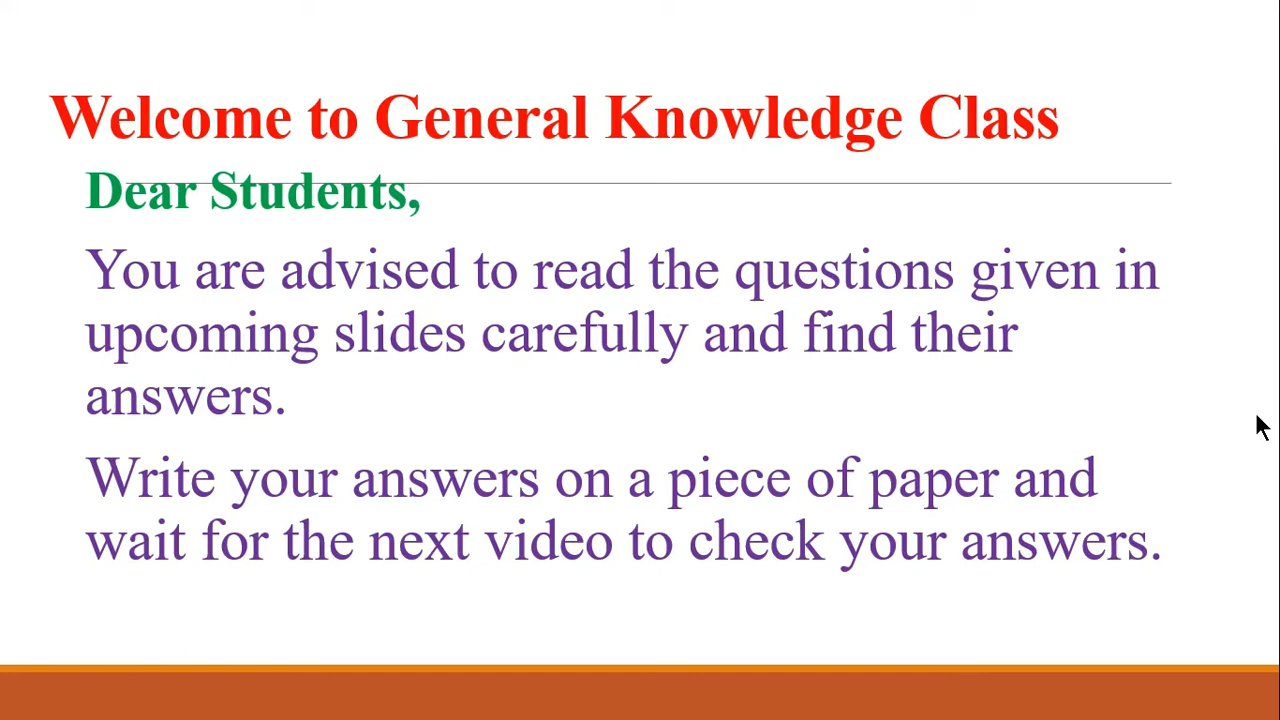 Welcome to General Knowledge Class
Dear Students,
You are advised to read the questions given in
upcoming slides carefully and find their
answers.
Write your answers on a piece of paper and
wait for the next video to check your answers.